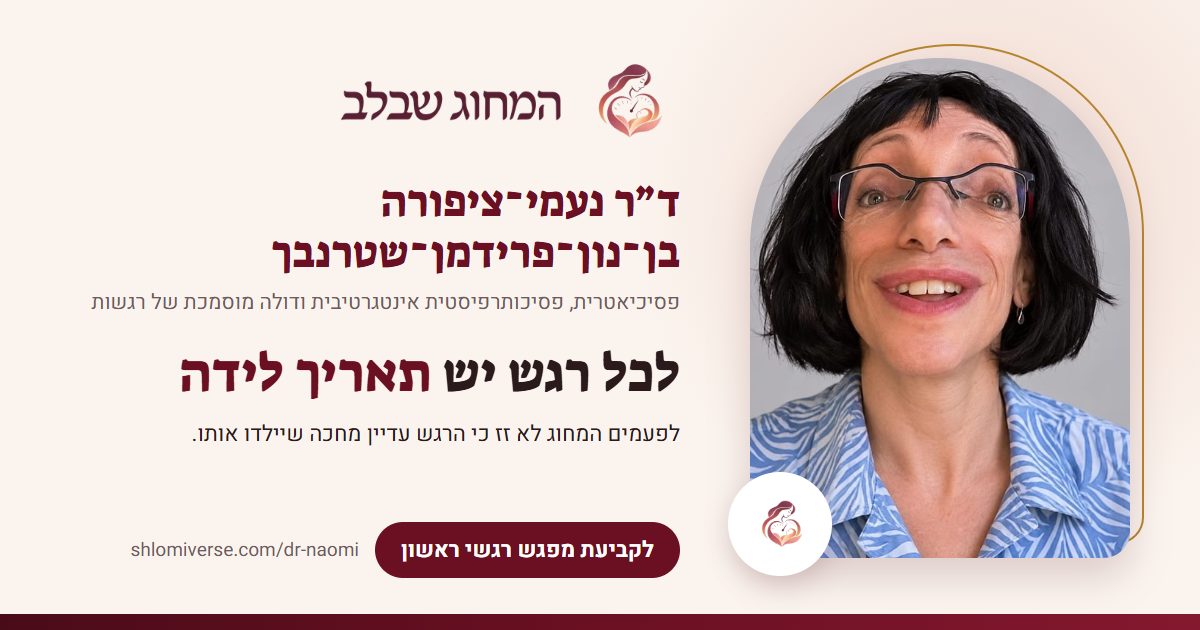 המחוג שבלב
ד״ר נעמי־ציפורה
בן־נון־פרידמן־שטרנבך
פסיכיאטרית, פסיכותרפיסטית אינטגרטיבית ודולה מוסמכת של רגשות
לכל רגש יש תאריך לידה
לפעמים המחוג לא זז כי הרגש עדיין מחכה שיילדו אותו.
לקביעת מפגש רגשי ראשון
shlomiverse.com/dr-naomi